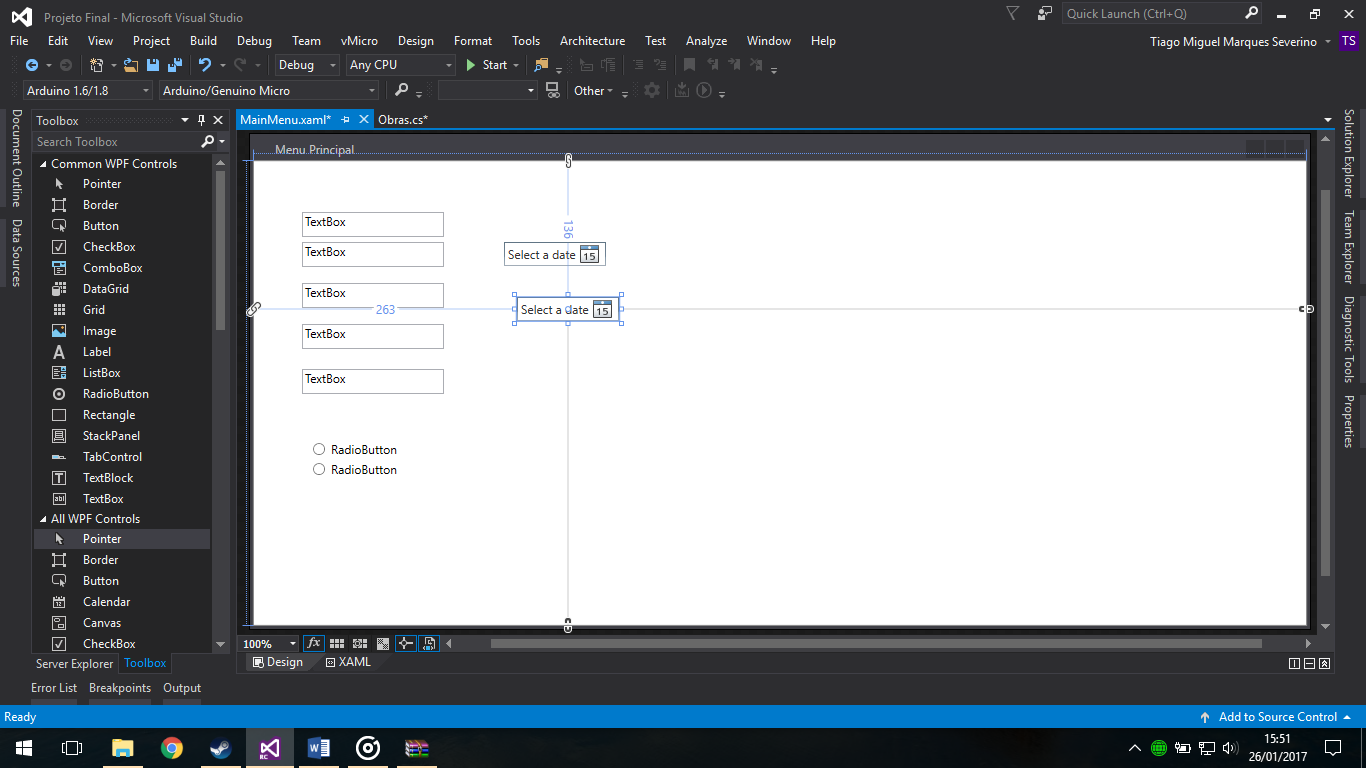 Projeto Final - Microsoft Visual Studio
Quick Launch (Ctrl+Q)
File Edit View Project Build Debug Team vMicro Design Format Tools Architecture Test Analyze Window Help
Tiago Miguel Marques Severino TS
Debug Any CPU Start
Arduino 1.6/1.8 Arduino/Genuino Micro Other
Document Outline
Data Sources
Toolbox
Search Toolbox
Common WPF Controls
Pointer
Border
Button
CheckBox
ComboBox
DataGrid
Grid
Image
Label
ListBox
RadioButton
Rectangle
StackPanel
TabControl
TextBlock
TextBox
All WPF Controls
Pointer
Border
Button
Calendar
Canvas
CheckBox
Server Explorer Toolbox
MainMenu.xaml* Obras.cs*
Menu Principal
TextBox
136
TextBox
Select a date 15
TextBox
263
Select a date 15
TextBox
TextBox
RadioButton
RadioButton
100% fx
Design XAML
Solution Explorer
Team Explorer
Diagnostic Tools
Properties
Error List Breakpoints Output
Ready
Add to Source Control
RC
15:51
26/01/2017